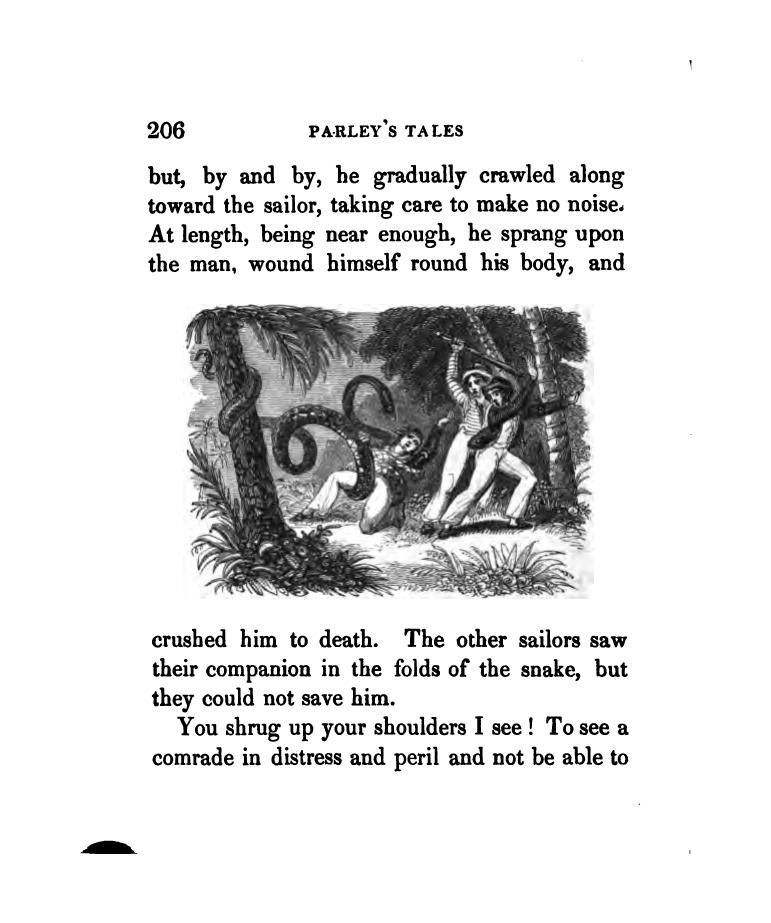 206 PARLEY'S TALES
but, by and by, he gradually crawled along
toward the sailor, taking care to make no noise.
At length, being near enough, he sprang upon
the man, wound himself round his body, and
crushed him to death. The other sailors saw
their companion in the folds of the snake, but
they could not save him.
You shrug up your shoulders I see ! To see a
comrade in distress and peril and not be able to